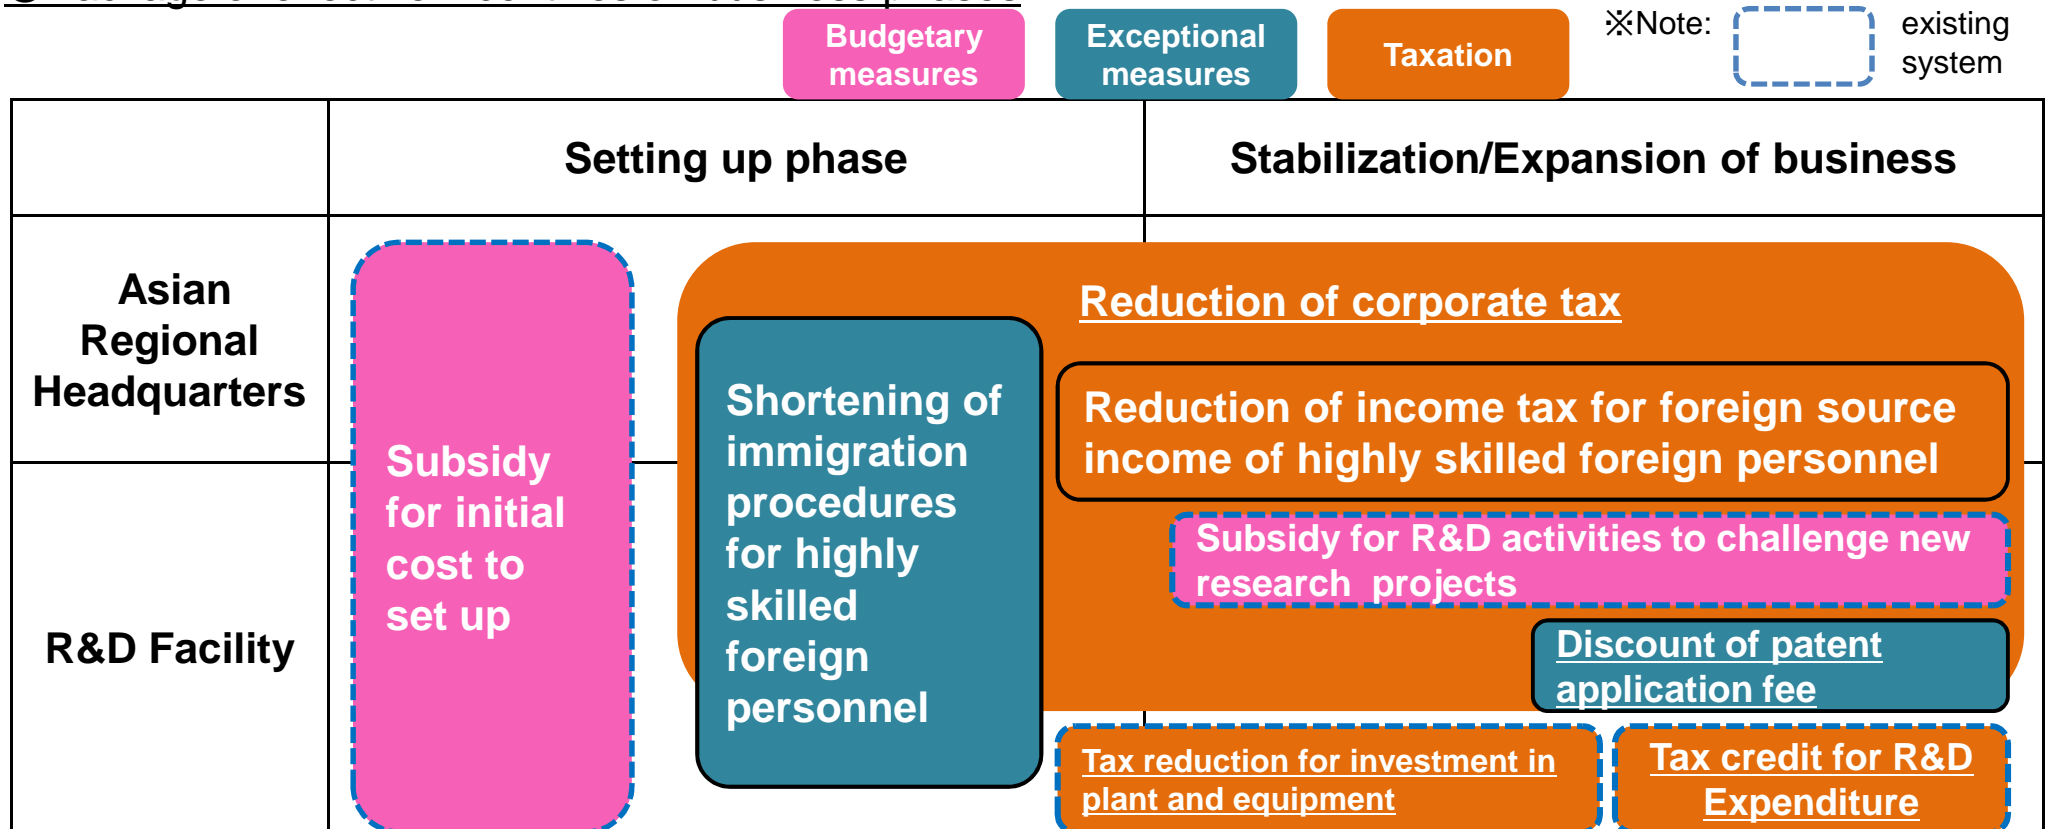 Budgetary
measures
Exceptional
measures
Taxation
※Note:
existing
system
Setting up phase
Stabilization/Expansion of business
Asian
Regional
Headquarters
R&D Facility
Subsidy
for initial
cost to
set up
Reduction of corporate tax
Shortening of
immigration
procedures
for highly
skilled
foreign
personnel
Reduction of income tax for foreign source
income of highly skilled foreign personnel
Subsidy for R&D activities to challenge new
research projects
Discount of patent
application fee
Tax reduction for investment in
plant and equipment
Tax credit for R&D
Expenditure